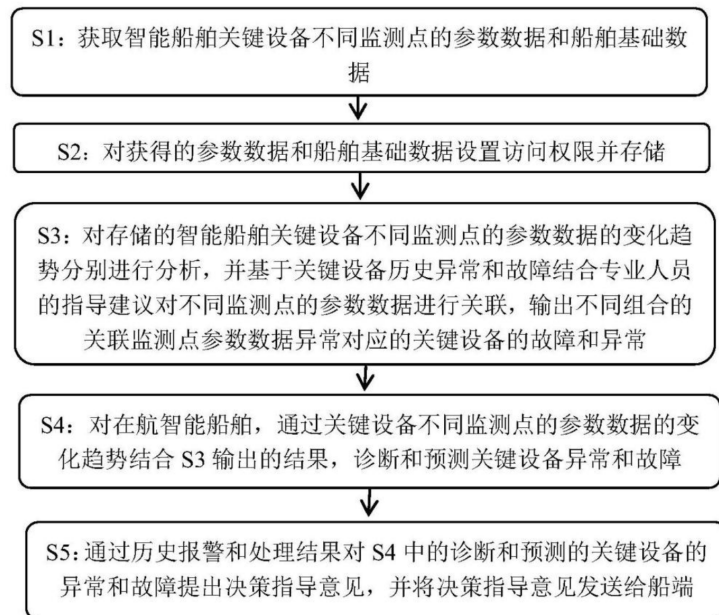 S1：获取智能船舶关键设备不同监测点的参数数据和船舶基础数
据
S2：对获得的参数数据和船舶基础数据设置访问权限并存储
S3：对存储的智能船舶关键设备不同监测点的参数数据的变化趋
势分别进行分析，并基于关键设备历史异常和故障结合专业人员
的指导建议对不同监测点的参数数据进行关联，输出不同组合的
关联监测点参数数据异常对应的关键设备的故障和异常
S4：对在航智能船舶，通过关键设备不同监测点的参数数据的变
化趋势结合 S3 输出的结果，诊断和预测关键设备异常和故障
S5：通过历史报警和处理结果对 S4 中的诊断和预测的关键设备的
异常和故障提出决策指导意见，并将决策指导意见发送给船端